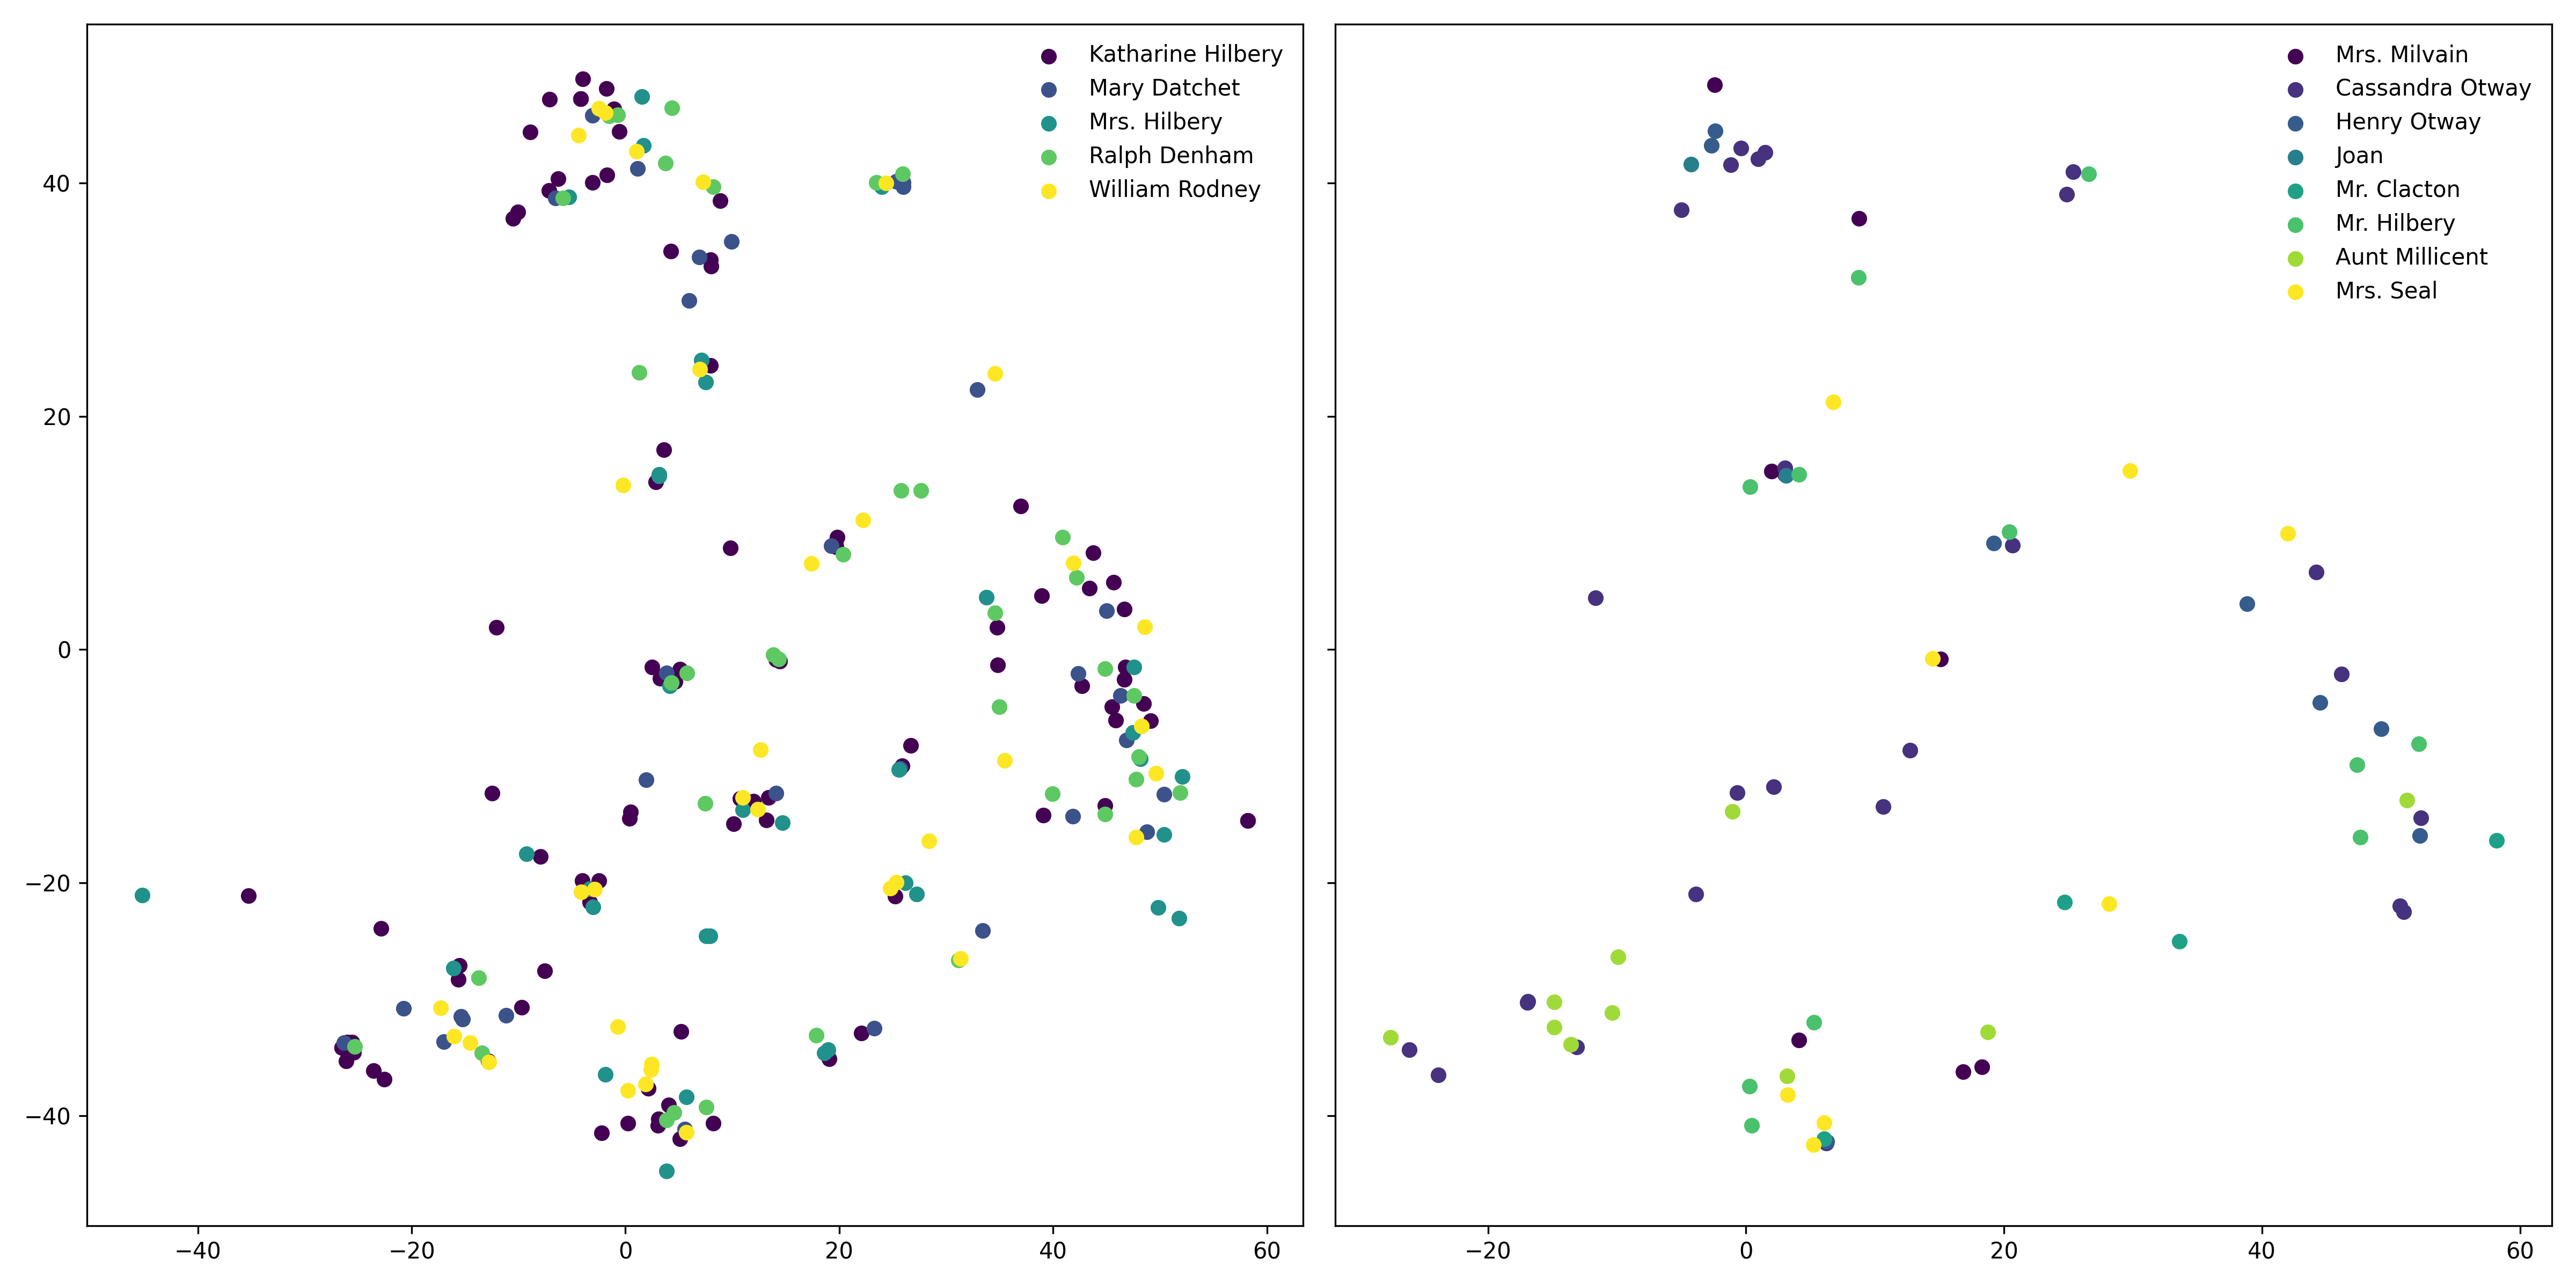 Katharine Hilbery
Mary Datchet
Mrs. Hilbery
Ralph Denham
William Rodney
40
20
0
−20
−40
−40 −20 0 20 40 60
Mrs. Milvain
Cassandra Otway
Henry Otway
Joan
Mr. Clacton
Mr. Hilbery
Aunt Millicent
Mrs. Seal
−20 0 20 40 60